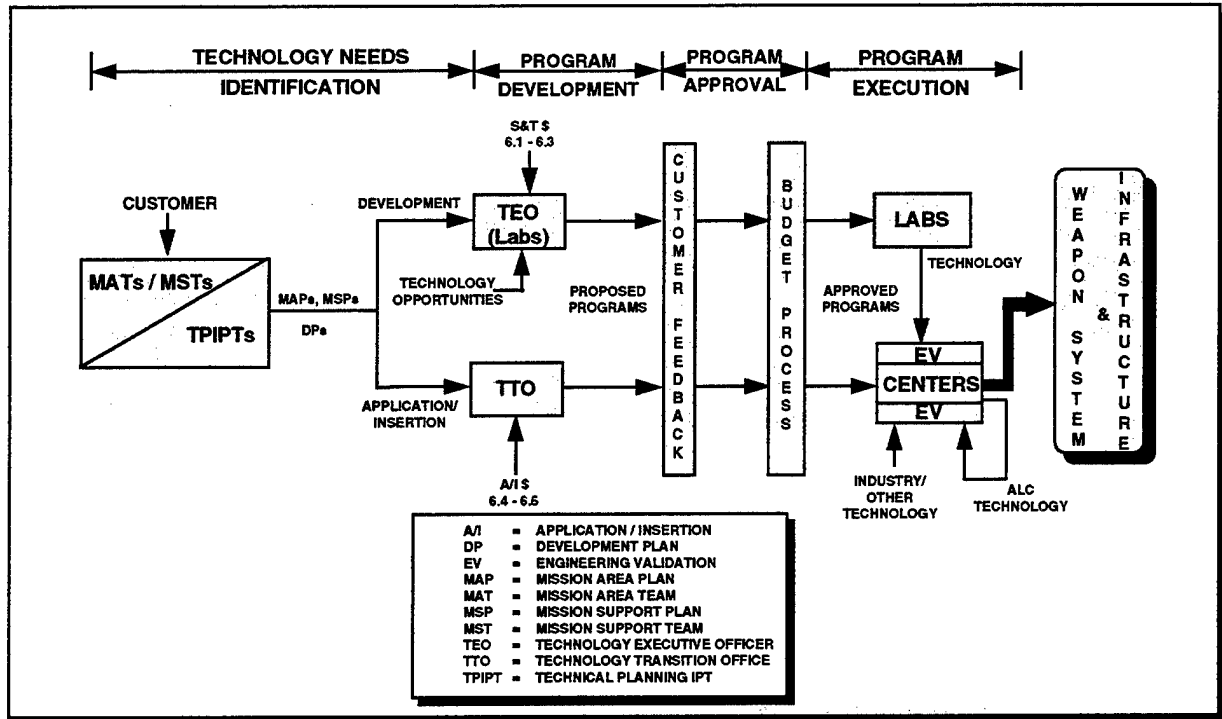 TECHNOLOGY NEEDS
IDENTIFICATION
PROGRAM
DEVELOPMENT
PROGRAM
APPROVAL
PROGRAM
EXECUTION
S&T $
6.1 - 6.3
CUSTOMER
MATs / MSTs
TPIPTs
MAPs, MSPs
DPs
DEVELOPMENT
TEO
(Labs)
TECHNOLOGY
OPPORTUNITIES
APPLICATION/
INSERTION
TTO
A/I $
6.4 - 6.5
PROPOSED
PROGRAMS
CUSTOMER FEEDBACK
BUDGET PROCESS
APPROVED
PROGRAMS
LABS
TECHNOLOGY
EV
CENTERS
EV
INDUSTRY/
OTHER
TECHNOLOGY
ALC
TECHNOLOGY
WEAPON SYSTEM
&
INFRASTRUCTURE
A/I = APPLICATION / INSERTION
DP = DEVELOPMENT PLAN
EV = ENGINEERING VALIDATION
MAP = MISSION AREA PLAN
MAT = MISSION AREA TEAM
MSP = MISSION SUPPORT PLAN
MST = MISSION SUPPORT TEAM
TEO = TECHNOLOGY EXECUTIVE OFFICER
TTO = TECHNOLOGY TRANSITION OFFICE
TPIPT = TECHNICAL PLANNING IPT